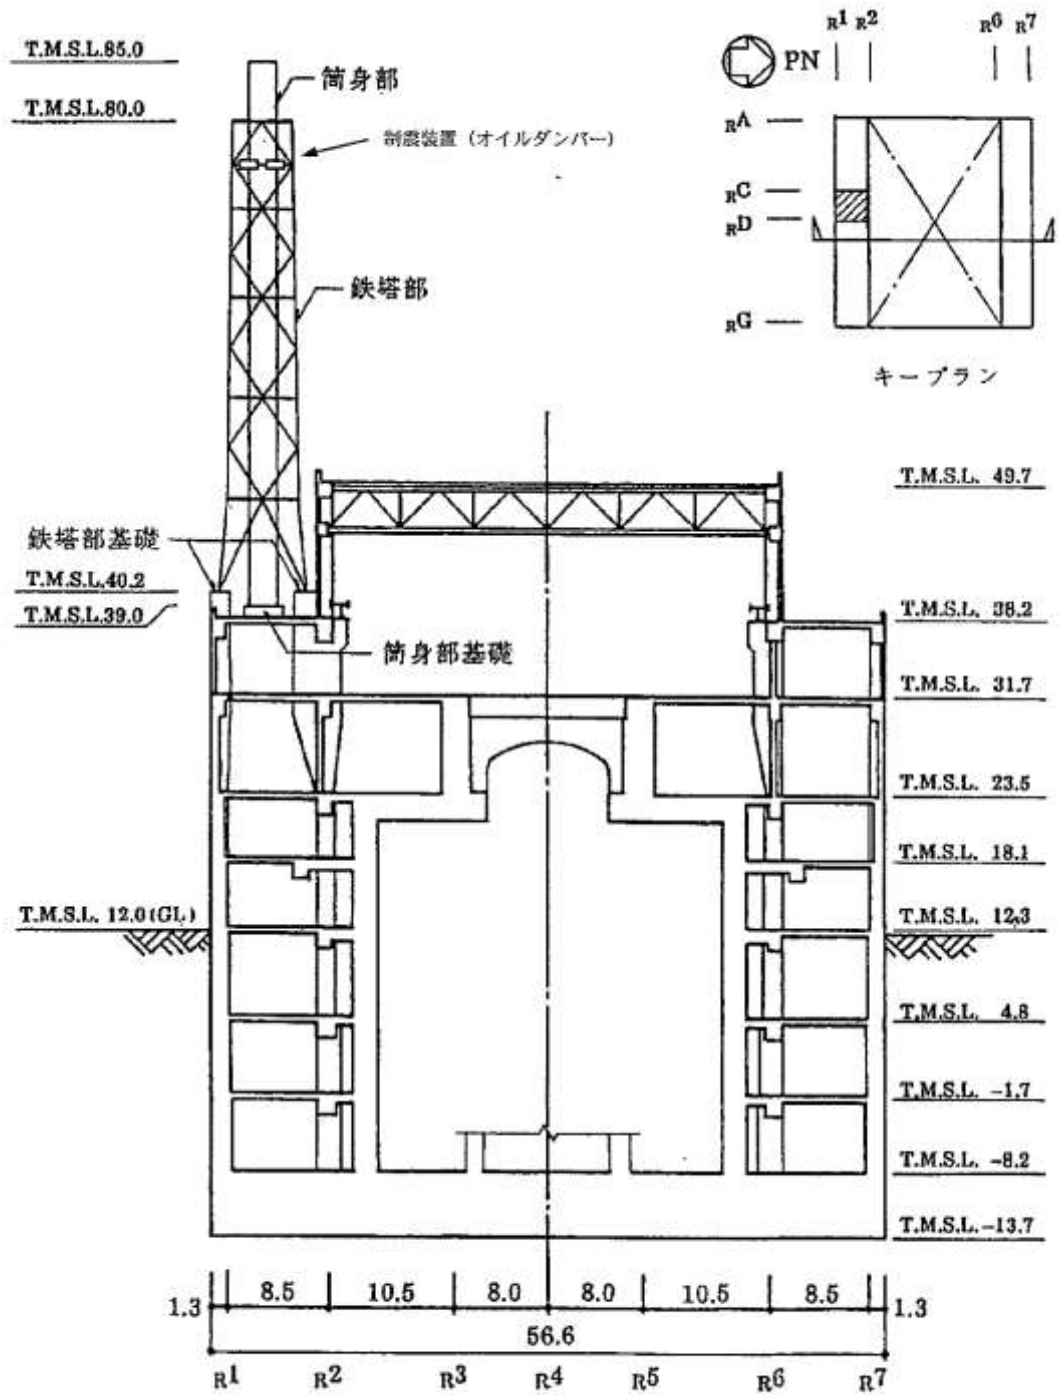 T.M.S.L.85.0
筒身部
T.M.S.L.80.0
制震装置（オイルダンパー）
鉄塔部
PN
R1 R2 R6 R7
RA
RC
RD
RG
キープラン
T.M.S.L. 49.7
鉄塔部基礎
T.M.S.L.40.2
T.M.S.L.39.0
T.M.S.L. 38.2
筒身部基礎
T.M.S.L. 31.7
T.M.S.L. 23.5
T.M.S.L. 18.1
T.M.S.L. 12.0(GL)
T.M.S.L. 12.3
T.M.S.L. 4.8
T.M.S.L. -1.7
T.M.S.L. -8.2
T.M.S.L. -13.7
1.3 8.5 10.5 8.0 8.0 10.5 8.5 1.3
56.6
R1 R2 R3 R4 R5 R6 R7